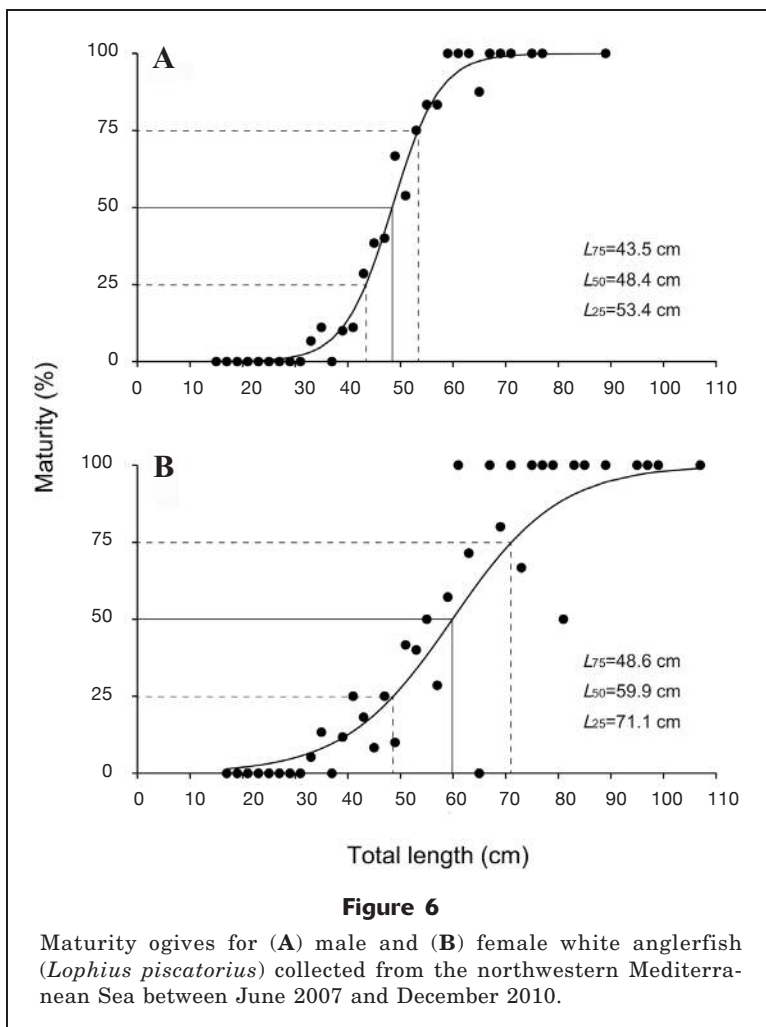 A
100
75
50
25
0
L75=43.5 cm
L50=48.4 cm
L25=53.4 cm
0 10 20 30 40 50 60 70 80 90 100 110
Maturity (%)
B
100
75
50
25
0
L75=48.6 cm
L50=59.9 cm
L25=71.1 cm
0 10 20 30 40 50 60 70 80 90 100 110
Total length (cm)
Figure 6
Maturity ogives for (A) male and (B) female white anglerfish
(Lophius piscatorius) collected from the northwestern Mediterra-
nean Sea between June 2007 and December 2010.